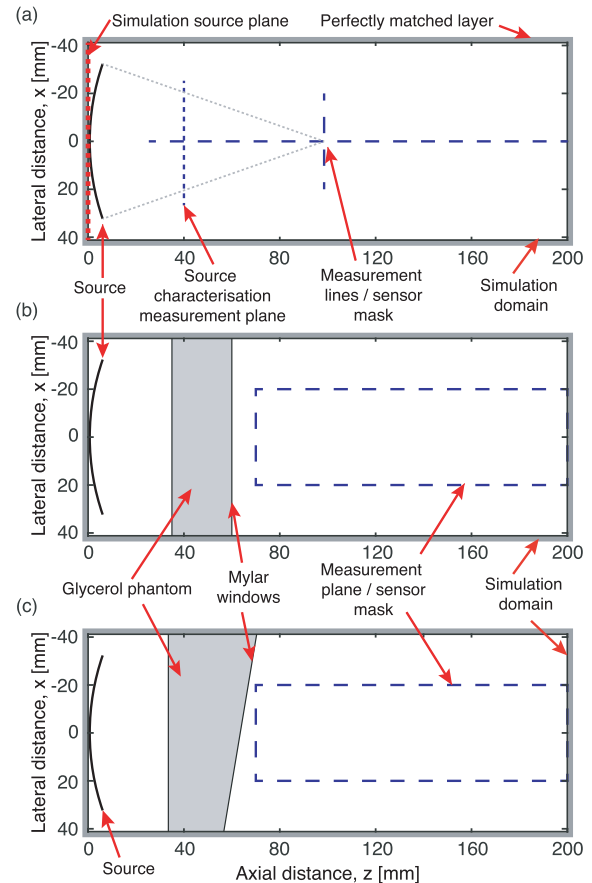 (a)
Simulation source plane
Perfectly matched layer
-40
-20
0
20
40
Lateral distance, x [mm]
0
40
80
120
160
200
Source
Source
characterisation
measurement plane
Measurement
lines / sensor
mask
Simulation
domain
(b)
-40
-20
0
20
40
Lateral distance, x [mm]
0
40
80
120
160
200
Glycerol phantom
Mylar
windows
Measurement
plane / sensor
mask
Simulation
domain
(c)
-40
-20
0
20
40
Lateral distance, x [mm]
0
40
80
120
160
200
Source
Axial distance, z [mm]